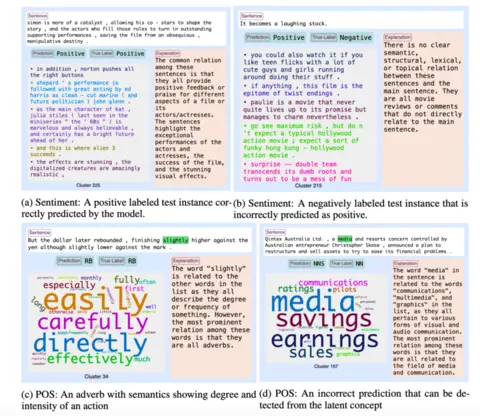 Sentence
simon is more of a catalyst , allowing his co - stars to shape the
story , and the actors who fill those roles to turn in outstanding
supporting performances , saving the film from an obsequious ,
manipulative destiny
Prediction Positive True Label Positive
• in addition , norton pushes all
the right buttons
• shepard ' s performance is
followed with great acting by ed
harris as clean - cut marine ( and
future politician ) john glenn .
• as the main character of kat ,
julia stiles ( last seen in the
miniseries " the ' 60s " ) is
marvelous and always believable ,
and certainly has a bright future
ahead of her .
• and this is where alien 3
succeeds .
• the effects are stunning , the
digitalized creatures are amazingly
realistic ,
Cluster 225
Explanation
The common relation
among these
sentences is that
they all provide
positive feedback or
praise for different
aspects of a film or
its
actors/actresses.
The sentences
highlight the
exceptional
performances of the
actors and
actresses, the
success of the film,
and the stunning
visual effects.
(a) Sentiment: A positive labeled test instance cor-
rectly predicted by the model.
Sentence
It becomes a laughing stock.
Prediction Positive True Label Negative
• you could also watch it if you
like teen flicks with a lot of
cute guys and girls running
around doing their stuff .
• if anything , this film is the
epitome of twist endings .
• paulie is a movie that never
quite lives up to its promise but
manages to charm nevertheless .
• go see maximum risk , but do n
' t expect a typical hollywood
action movie ; expect a sort of
funky hong kong - hollywood
action movie !
• surprise -- double team
transcends its dumb roots and
turns out to be a mess of fun
Cluster 215
Explanation
There is no clear
semantic,
structural, lexical,
or topical relation
between these
sentences and the
main sentence.
They are all movie
reviews or comments
that do not directly
relate to the main
sentence.
(b) Sentiment: A negatively labeled test instance that is
incorrectly predicted as positive.
Sentence
But the dollar later rebounded , finishing slightly higher against the
yen although slightly lower against the mark .
Prediction RB True Label RB
especially
monthly
fully
often
first
easily
long
well
carefully
directly
effectively
much
Cluster 34
Explanation
The word "slightly"
is related to the
other words in the
list as they all
describe the degree
or frequency of
something. However,
the most prominent
relation among these
words is that they
are all adverbs.
(c) POS: An adverb with semantics showing degree and
intensity of an action
Sentence
Qintex Australia Ltd. , a media and resorts concern controlled by
Australian entrepreneur Christopher Skase , announced a plan to
restructure and sell assets to try to ease its financial problems .
Prediction NNS True Label NN
communications
ratings
pilots
media
savings
earnings
sales
graphics
Cluster 167
Explanation
The word "media" in
the sentence is
related to the words
"communications",
"multimedia", and
"graphics" in the
list, as they all
pertain to various
forms of visual and
audio communication.
The most prominent
relation among these
words is that they
are all related to
the field of media
and communication.
(d) POS: An incorrect prediction that can be de-
tected from the latent concept